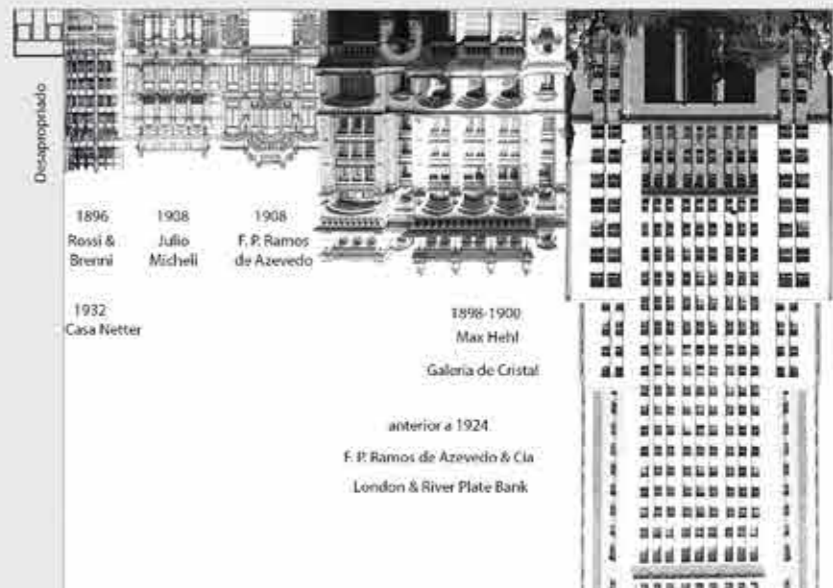 Disapropriado
1896
Rossi &
Brenni
1932
Casa Netter
1908
Julio
Micheli
1908
F. P. Ramos
de Azevedo
1898-1900
Max Hehl
Galeria de Cristal
anterior a 1924
F. P. Ramos de Azevedo & Cia
London & River Plate Bank